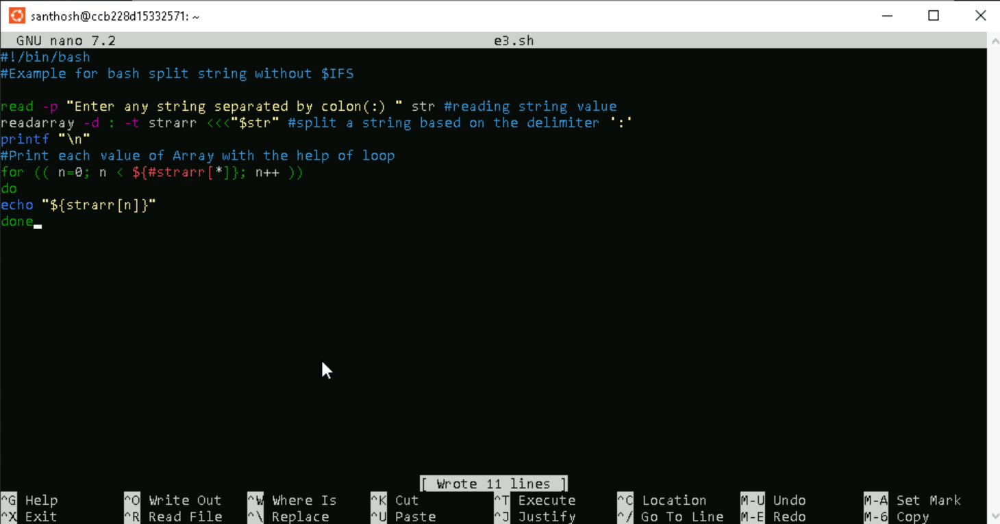 santhosh@ccb228d15332571: ~
GNU nano 7.2 e3.sh
#!/bin/bash
#Example for bash split string without $IFS
read -p "Enter any string separated by colon(:) " str #reading string value
readarray -d : -t strarr <<<"$str" #split a string based on the delimiter ':'
printf "\n"
#Print each value of Array with the help of loop
for (( n=0; n < ${#strarr[*]}; n++ ))
do
echo "${strarr[n]}"
done
[ Wrote 11 lines ]
^G Help ^O Write Out ^W Where Is ^K Cut ^T Execute ^C Location M-U Undo M-A Set Mark
^X Exit ^R Read File ^\ Replace ^U Paste ^J Justify ^/ Go To Line M-E Redo M-6 Copy